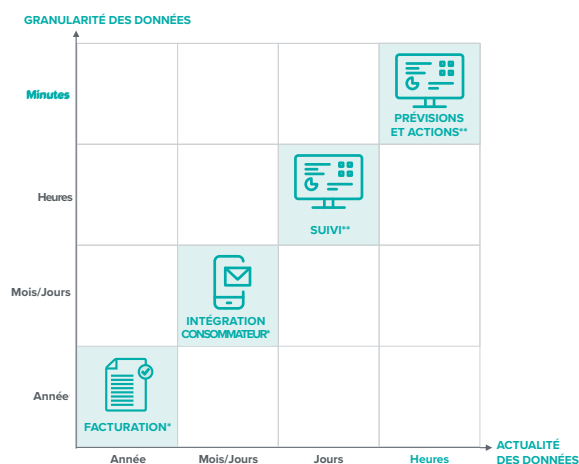 GRANULARITÉ DES DONNÉES
Minutes
PRÉVISIONS
ET ACTIONS**
Heures
SUIVI**
Mois/Jours
INTÉGRATION
CONSOMMATEUR*
Année
FACTURATION*
Année
Mois/Jours
Jours
Heures
ACTUALITÉ
DES DONNÉES